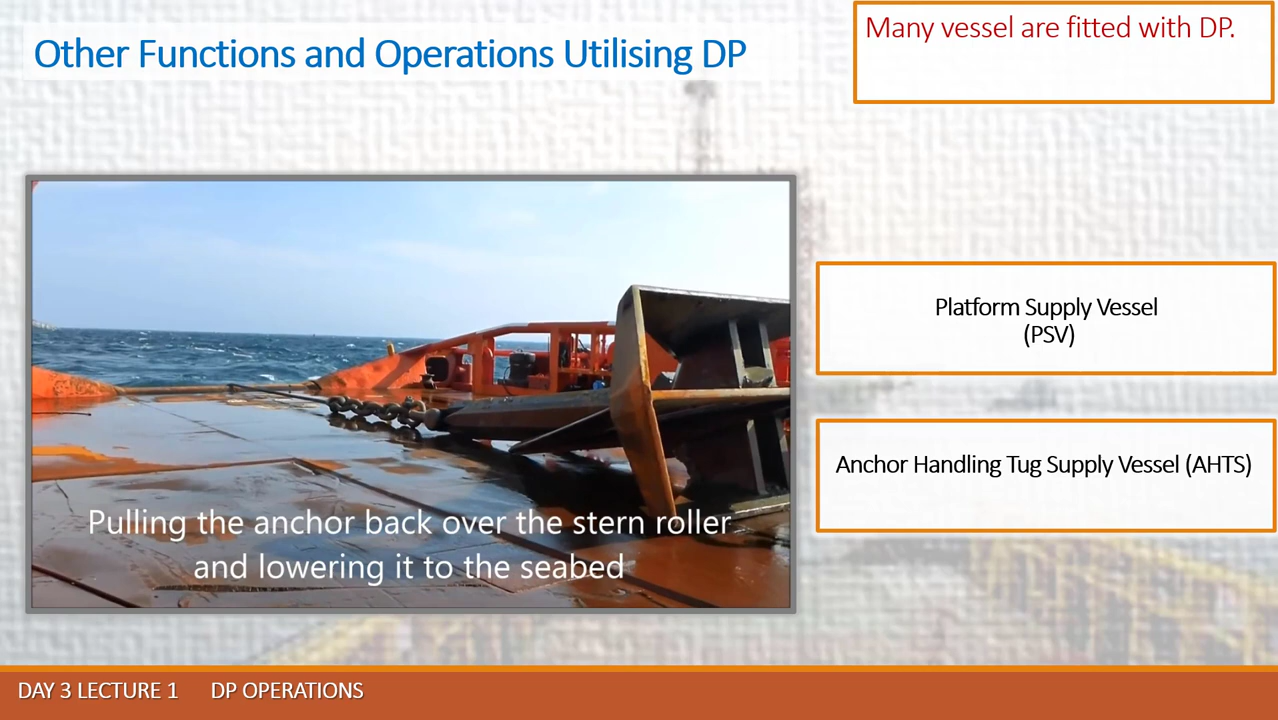 Other Functions and Operations Utilising DP
Many vessel are fitted with DP.
Platform Supply Vessel
(PSV)
Anchor Handling Tug Supply Vessel (AHTS)
Pulling the anchor back over the stern roller
and lowering it to the seabed
DAY 3 LECTURE 1 DP OPERATIONS